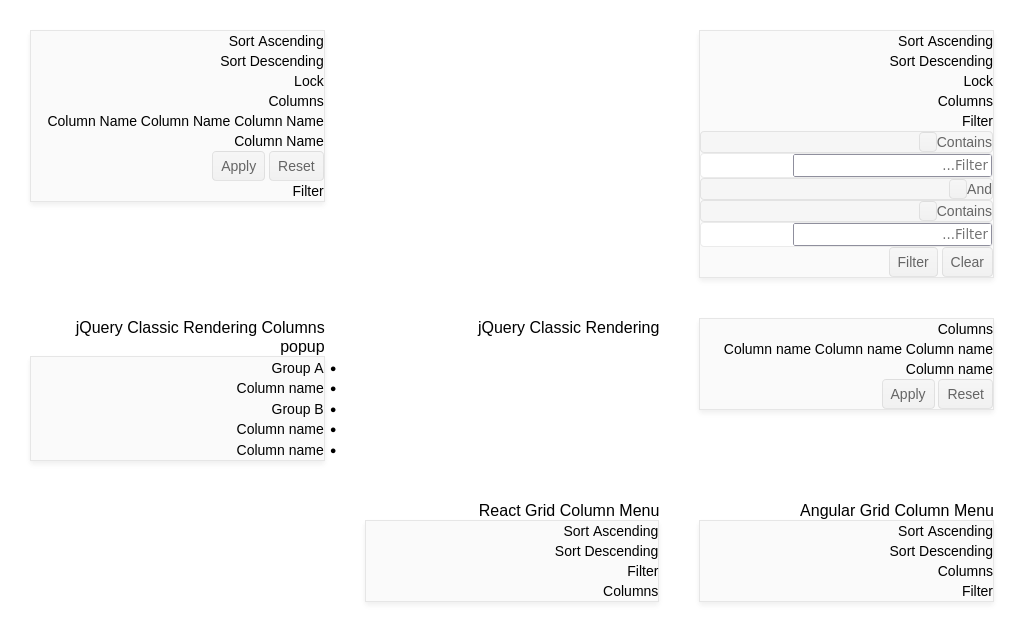 Sort Ascending
Sort Descending
Lock
Columns
Filter
Contains
...Filter
And
Contains
...Filter
Filter Clear
Sort Ascending
Sort Descending
Lock
Columns
Column Name Column Name Column Name
Column Name
Apply Reset
Filter
Columns
Column name Column name Column name
Column name
Apply Reset
jQuery Classic Rendering
jQuery Classic Rendering Columns
popup
Group A
Column name
Group B
Column name
Column name
Angular Grid Column Menu
Sort Ascending
Sort Descending
Columns
Filter
React Grid Column Menu
Sort Ascending
Sort Descending
Filter
Columns